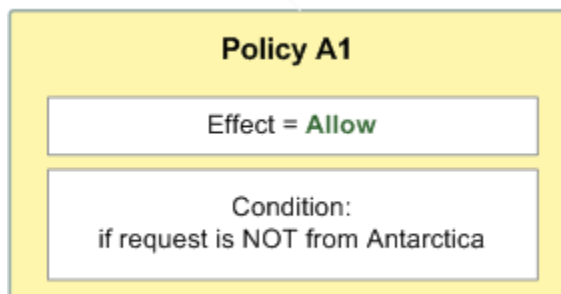 Policy A1
Effect = Allow
Condition:
if request is NOT from Antarctica